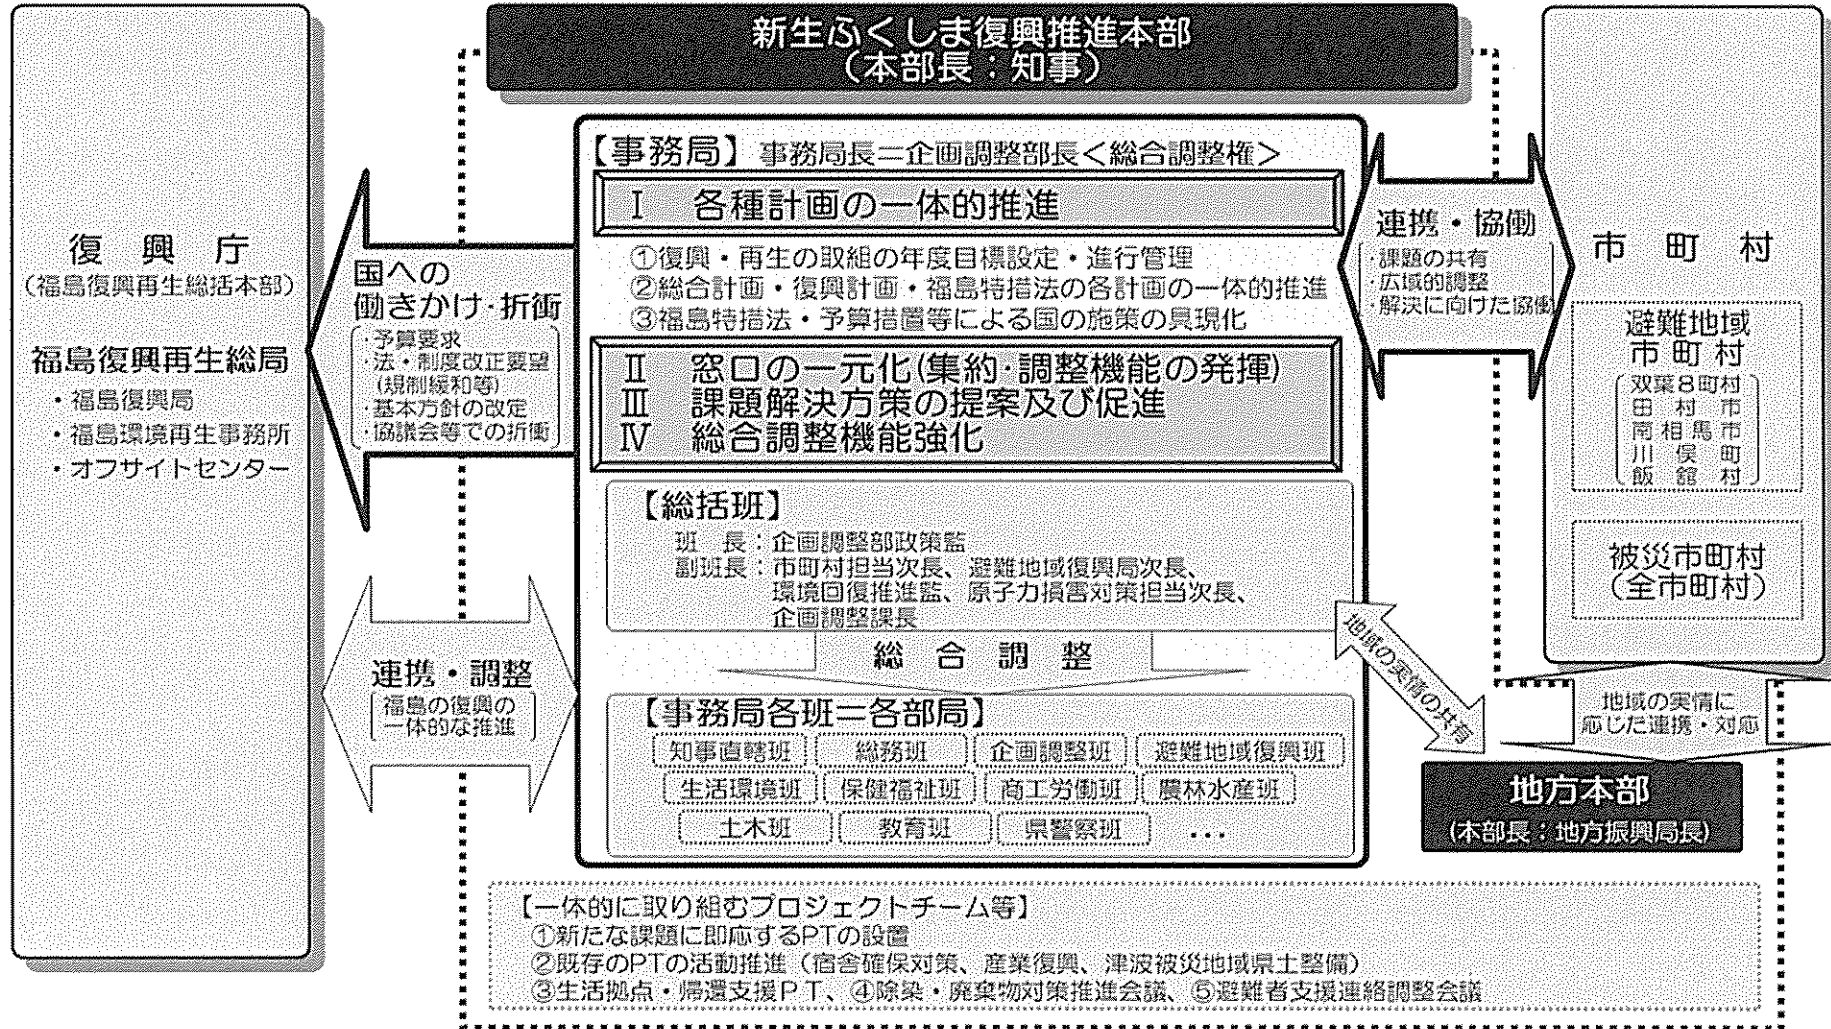 新生ふくしま復興推進本部
(本部長：知事)
復興庁
(福島復興再生総括本部)
福島復興再生総局
・福島復興局
・福島環境再生事務所
・オフサイトセンター
国への
働きかけ・折衝
・予算要求
・法・制度改正要望
(規制緩和等)
・基本方針の改定
・協議会等での折衝
連携・調整
福島の復興の
一体的な推進
【事務局】 事務局長＝企画調整部長＜総合調整権＞
Ⅰ 各種計画の一体的推進
①復興・再生の取組の年度目標設定・進行管理
②総合計画・復興計画・福島特措法の各計画の一体的推進
③福島特措法・予算措置等による国の施策の具現化
Ⅱ 窓口の一元化(集約・調整機能の発揮)
Ⅲ 課題解決方策の提案及び促進
Ⅳ 総合調整機能強化
【総括班】
班　長：企画調整部政策監
副班長：市町村担当次長、避難地域復興局次長、
環境回復推進監、原子力損害対策担当次長、
企画調整課長
総合調整
【事務局各班＝各部局】
知事直轄班 総務班 企画調整班 避難地域復興班
生活環境班 保健福祉班 商工労働班 農林水産班
土木班 教育班 県警察班 …
連携・協働
・課題の共有
・広域的調整
・解決に向けた協働
市町村
避難地域
市町村
双葉8町村
田村市
南相馬市
川俣町
飯舘村
被災市町村
(全市町村)
地域の実情の共有
地域の実情に
応じた連携・対応
地方本部
(本部長：地方振興局長)
【一体的に取り組むプロジェクトチーム等】
①新たな課題に即応するPTの設置
②既存のPTの活動推進（宿舎確保対策、産業復興、津波被災地域県土整備）
③生活拠点・帰還支援ＰＴ、④除染・廃棄物対策推進会議、⑤避難者支援連絡調整会議